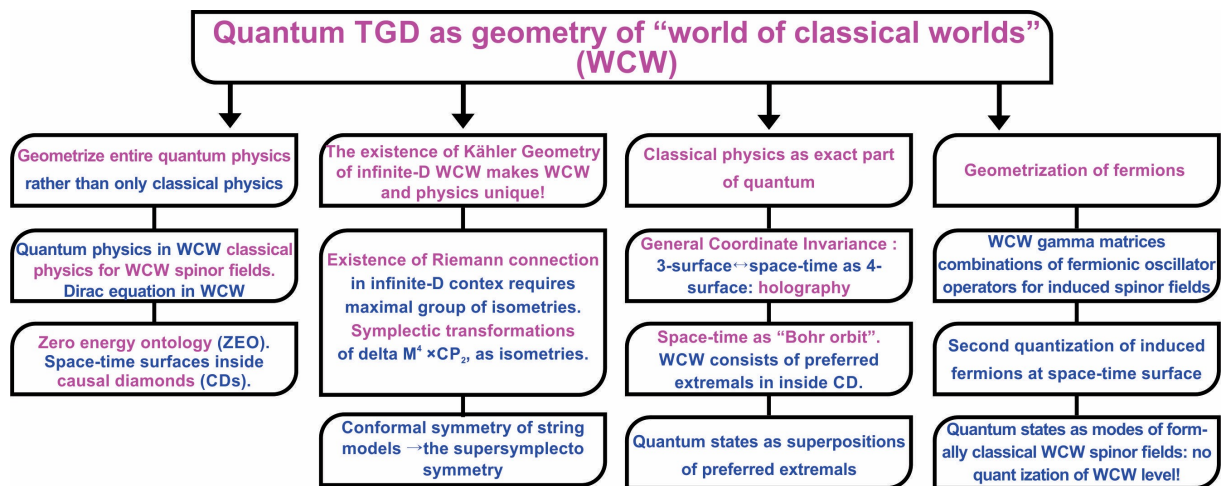 Quantum TGD as geometry of “world of classical worlds”
(WCW)
Geometrize entire quantum physics
rather than only classical physics
Quantum physics in WCW classical
physics for WCW spinor fields.
Dirac equation in WCW
Zero energy ontology (ZEO).
Space-time surfaces inside
causal diamonds (CDs).
The existence of Kähler Geometry
of infinite-D WCW makes WCW
and physics unique!
Existence of Riemann connection
in infinite-D contex requires
maximal group of isometries.
Symplectic transformations
of delta M⁴ ×CP₂, as isometries.
Conformal symmetry of string
models →the supersymplecto
symmetry
Classical physics as exact part
of quantum
General Coordinate Invariance :
3-surface↔space-time as 4-
surface: holography
Space-time as “Bohr orbit”.
WCW consists of preferred
extremals in inside CD.
Quantum states as superpositions
of preferred extremals
Geometrization of fermions
WCW gamma matrices
combinations of fermionic oscillator
operators for induced spinor fields
Second quantization of induced
fermions at space-time surface
Quantum states as modes of form-
ally classical WCW spinor fields: no
quant ization of WCW level!